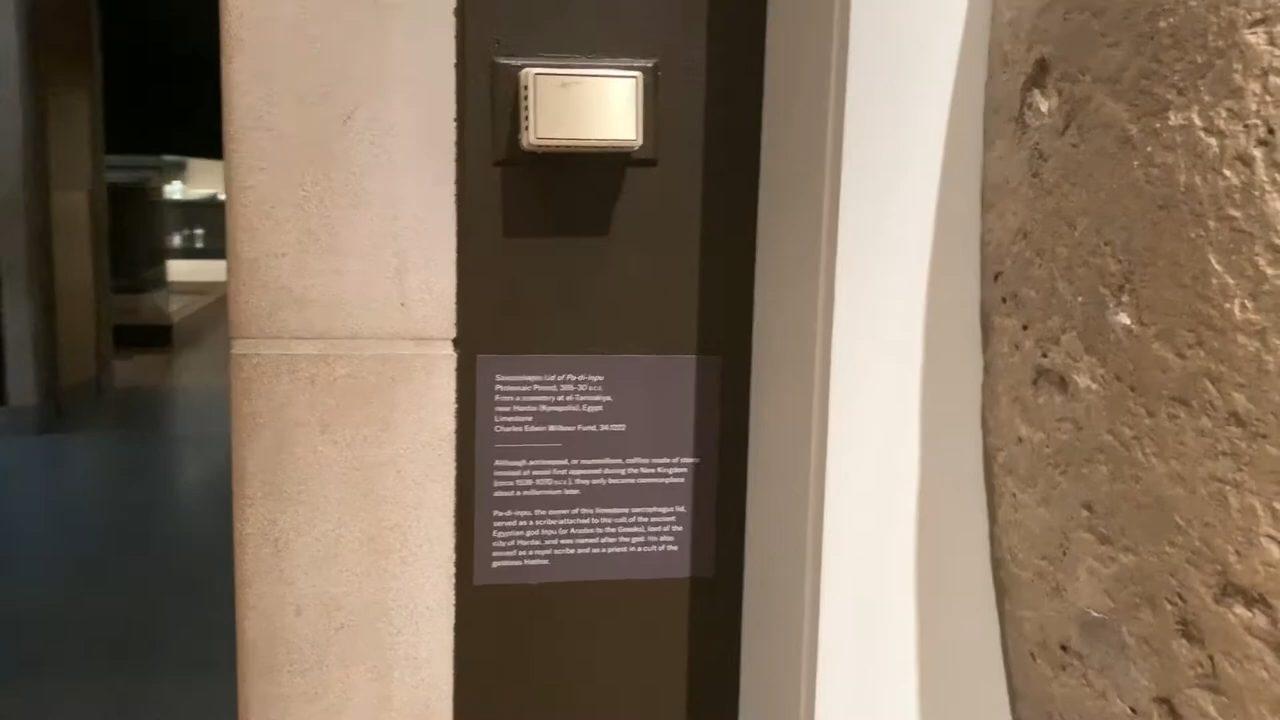 Sarcophagus Lid of Pa-di-Inpu
Ptolemaic Period, 305–30 B.C.E.
From a cemetery at el-Tarmakiya,
near Hardai (Kynopolis), Egypt
Limestone
Charles Edwin Wilbour Fund, 34.1222
Although anthropoid, or mummiform, coffins made of stone
instead of wood first appeared during the New Kingdom
(circa 1539–1070 B.C.E.), they only became commonplace
about a millennium later.
Pa-di-Inpu, the owner of this limestone sarcophagus lid,
served as a scribe attached to the cult of the ancient
Egyptian god Inpu (or Anubis to the Greeks), lord of the
city of Hardai, and was named after the god. He also
served as a royal scribe and as a priest in a cult of the
goddess Hathor.